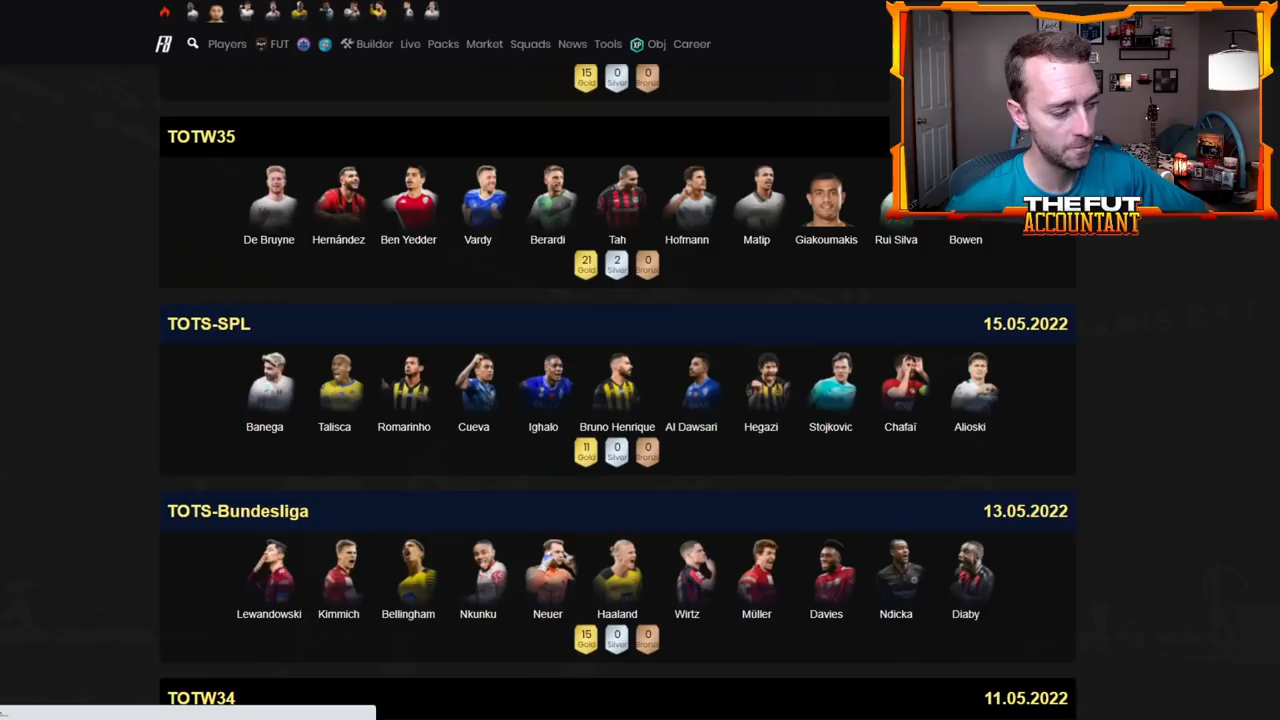 FB Players FUT Builder Live Packs Market Squads News Tools XP Obj Career
15 Gold 0 Silver 0 Bronze
THE FUT
ACCOUNTANT
TOTW35
De Bruyne Hernández Ben Yedder Vardy Berardi Tah Hofmann Matip Giakoumakis Rui Silva Bowen
21 Gold 2 Silver 0 Bronze
TOTS-SPL 15.05.2022
Banega Talisca Romarinho Cueva Ighalo Bruno Henrique Al Dawsari Hegazi Stojkovic Chafaï Alioski
11 Gold 0 Silver 0 Bronze
TOTS-Bundesliga 13.05.2022
Lewandowski Kimmich Bellingham Nkunku Neuer Haaland Wirtz Müller Davies Ndicka Diaby
15 Gold 0 Silver 0 Bronze
TOTW34 11.05.2022